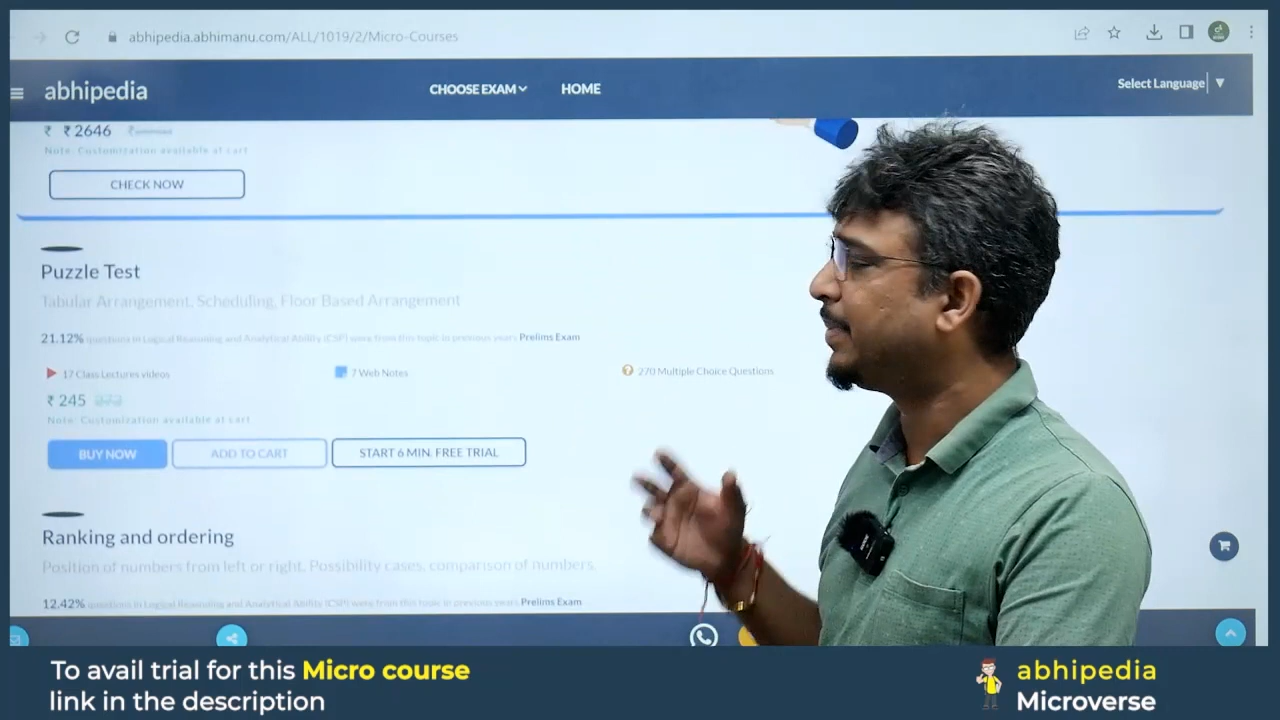 abhipedia.abhimanu.com/ALL/1019/2/Micro-Courses
abhipedia
CHOOSE EXAM
HOME
Select Language
₹ ₹ 2646
Note: Customization available at cart
CHECK NOW
Puzzle Test
Tabular Arrangement, Scheduling, Floor Based Arrangement
21.12% questions in Logical Reasoning and Analytical Ability (CSP) were from this topic in previous years Prelims Exam
17 Class Lectures videos
7 Web Notes
270 Multiple Choice Questions
₹ 245
Note: Customization available at cart
BUY NOW
ADD TO CART
START 6 MIN. FREE TRIAL
Ranking and ordering
Position of numbers from left or right, Possibility cases, comparison of numbers.
12.42% questions in Logical Reasoning and Analytical Ability (CSP) were from this topic in previous years Prelims Exam
To avail trial for this Micro course
link in the description
abhipedia
Microverse